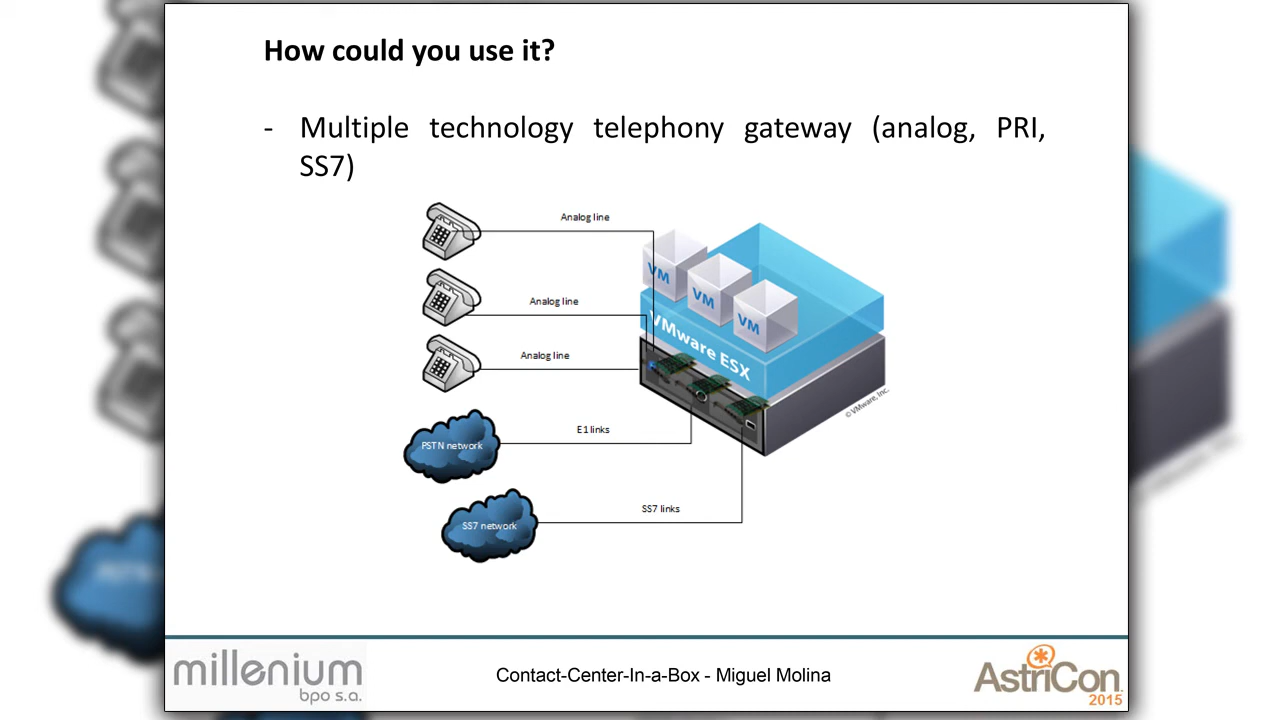 How could you use it?
- Multiple technology telephony gateway (analog, PRI,
SS7)
Analog line
Analog line
Analog line
VM
VM
VM
VMware ESX
© VMware, Inc.
E1 links
PSTN network
SS7 links
SS7 network
millenium
bpo s.a.
Contact-Center-In-a-Box - Miguel Molina
AstriCon
2015